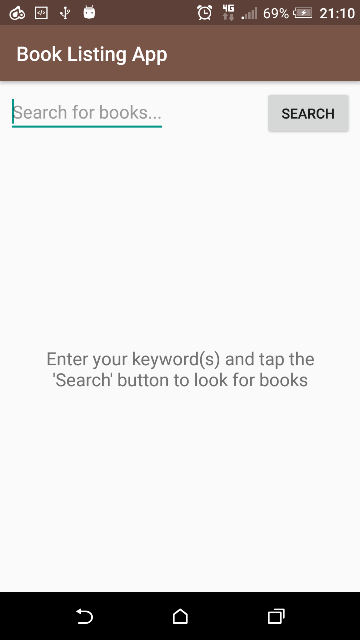 4G 69% 21:10
Book Listing App
Search for books...
SEARCH
Enter your keyword(s) and tap the
'Search' button to look for books